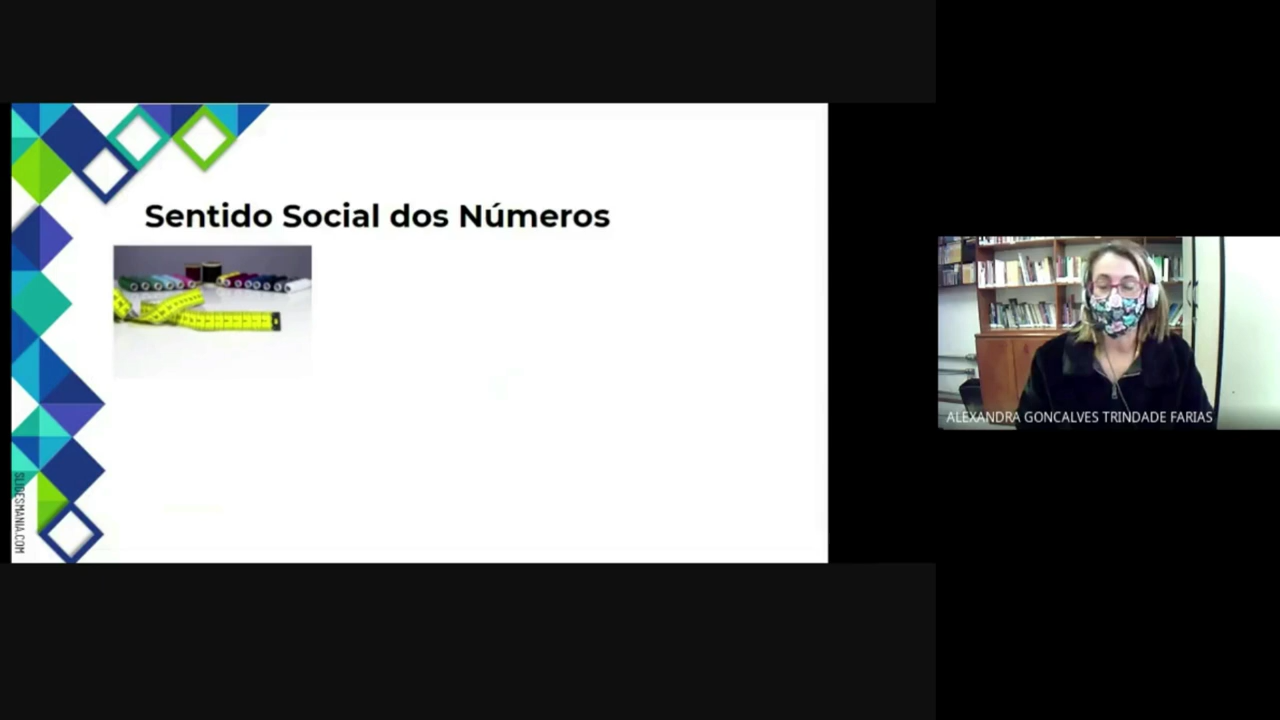 Sentido Social dos Números
SLIDESMANIA.COM
ALEXANDRA GONCALVES TRINDADE FARIAS